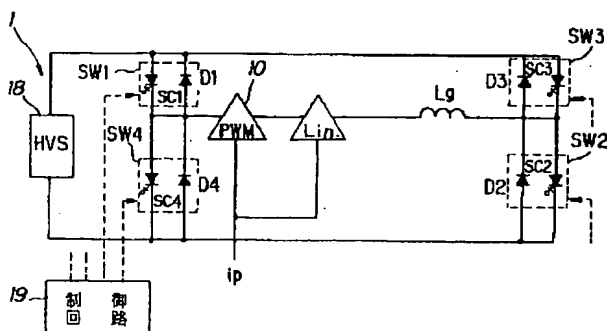 1
18
HVS
SW1
SC1
D1
SW4
SC4
D4
10
PWM
Lin.
Lg
D3
SC3
SW3
D2
SC2
SW2
ip
19
制御
回路